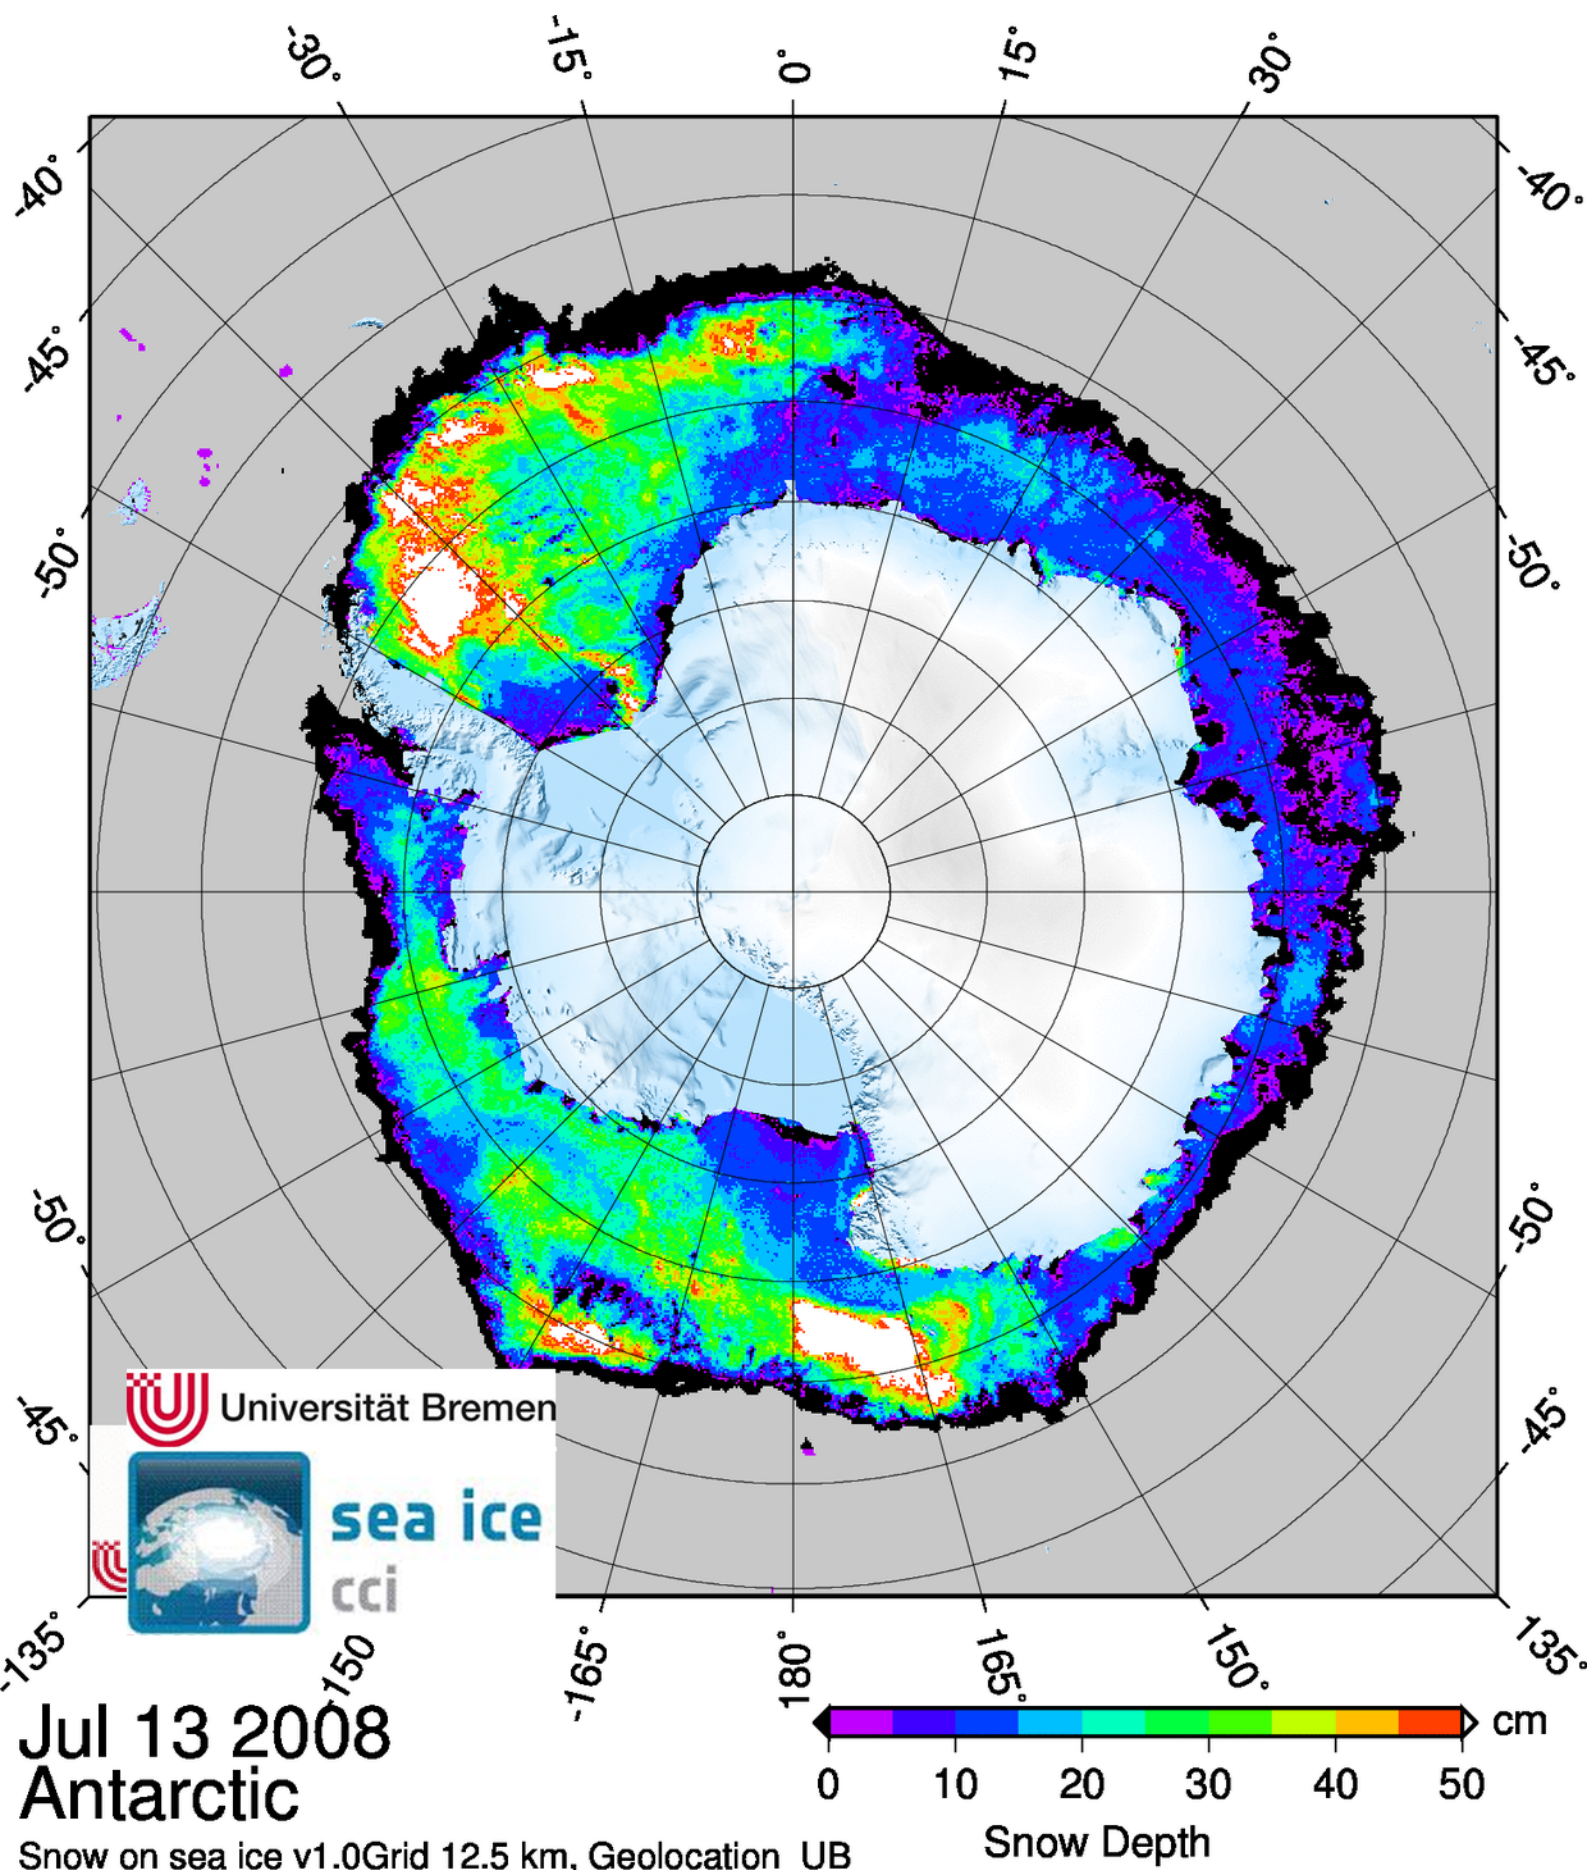 -30° -15° 0° 15° 30°
-40° -40°
-45° -45°
-50° -50°
-50° -50°
-45° -45°
Universität Bremen
sea ice
cci
-135° -150 -165° 180° 165° 150° 135°
Jul 13 2008
Antarctic
Snow on sea ice v1.0Grid 12.5 km, Geolocation UB
cm
0 10 20 30 40 50
Snow Depth